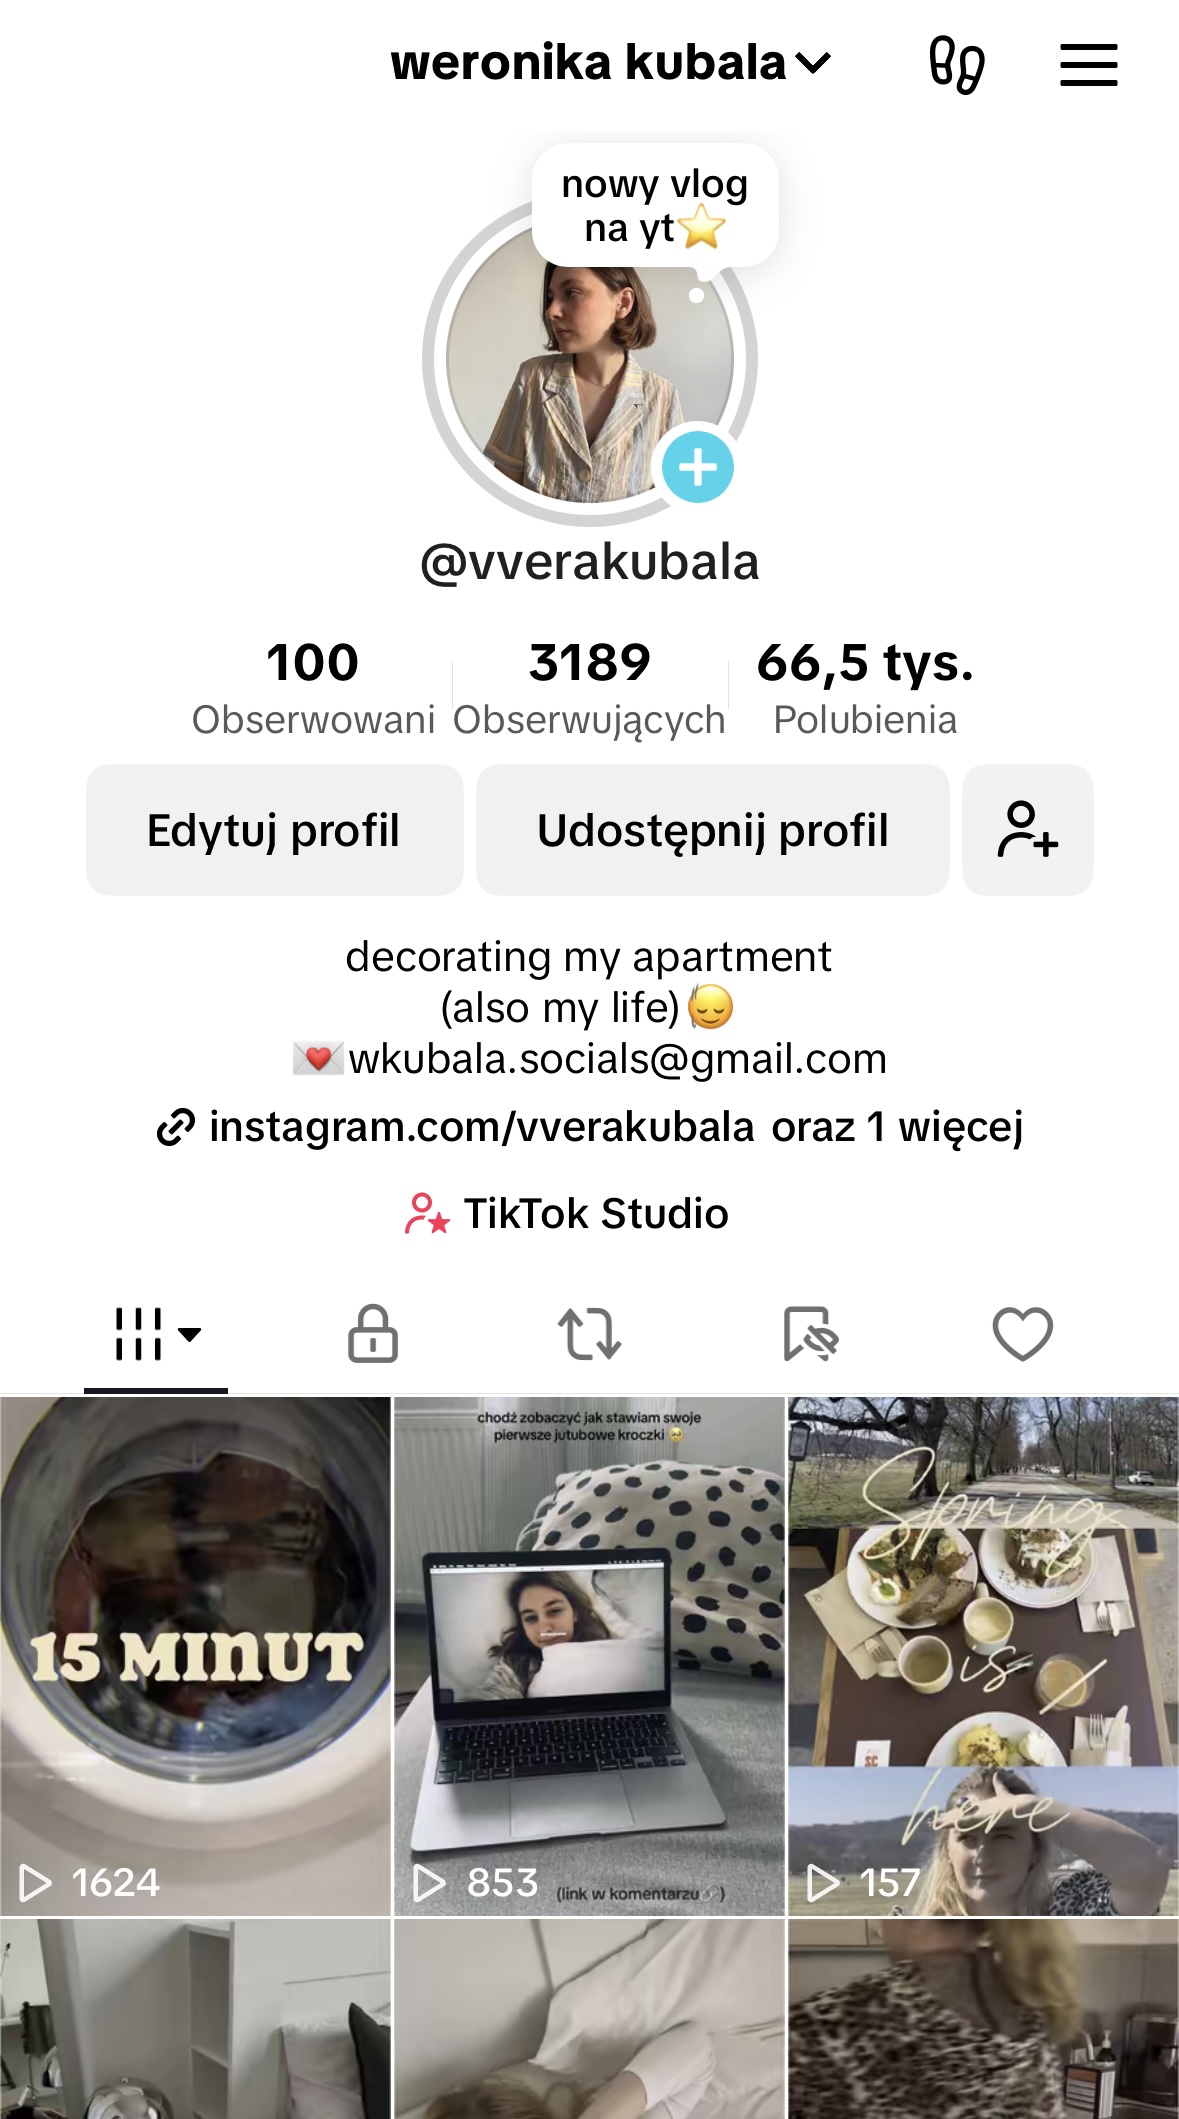 weronika kubala
nowy vlog
na yt⭐
@vverakubala
100
Obserwowani
3189
Obserwujących
66,5 tys.
Polubienia
Edytuj profil
Udostępnij profil
decorating my apartment
(also my life)🫡
💌wkubala.socials@gmail.com
instagram.com/vverakubala oraz 1 więcej
TikTok Studio
15 MINUT
1624
chodź zobaczyć jak stawiam swoje
pierwsze jutubowe kroczki 🥹
853
(link w komentarzu🔗)
Spring
is
here
157